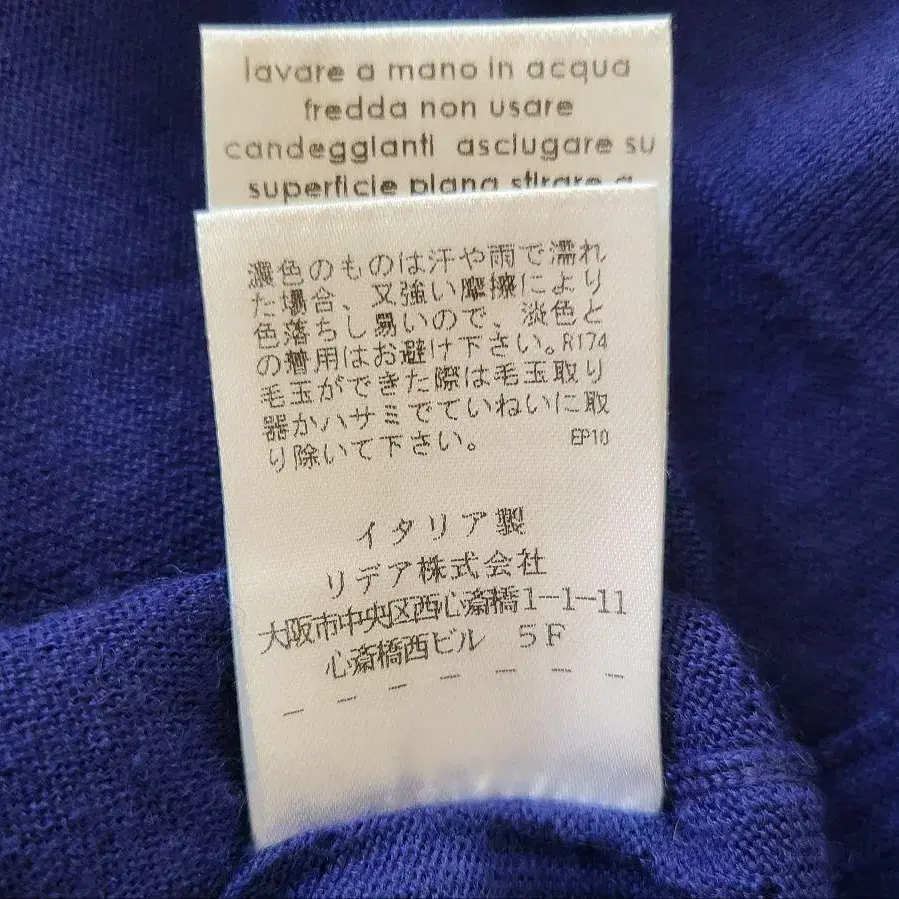 lavare a mano in acqua
fredda non usare
candeggianti asciugare su
superficie piana stirare a
濃色のものは汗や雨で濡れ
た場合、又強い摩擦により
色落ちし易いので、淡色と
の着用はお避け下さい。R174
毛玉ができた際は毛玉取り
器かハサミでていねいに取
り除いて下さい。 EP10
イタリア製
リデア株式会社
大阪市中央区西心斎橋1-1-11
心斎橋西ビル 5F